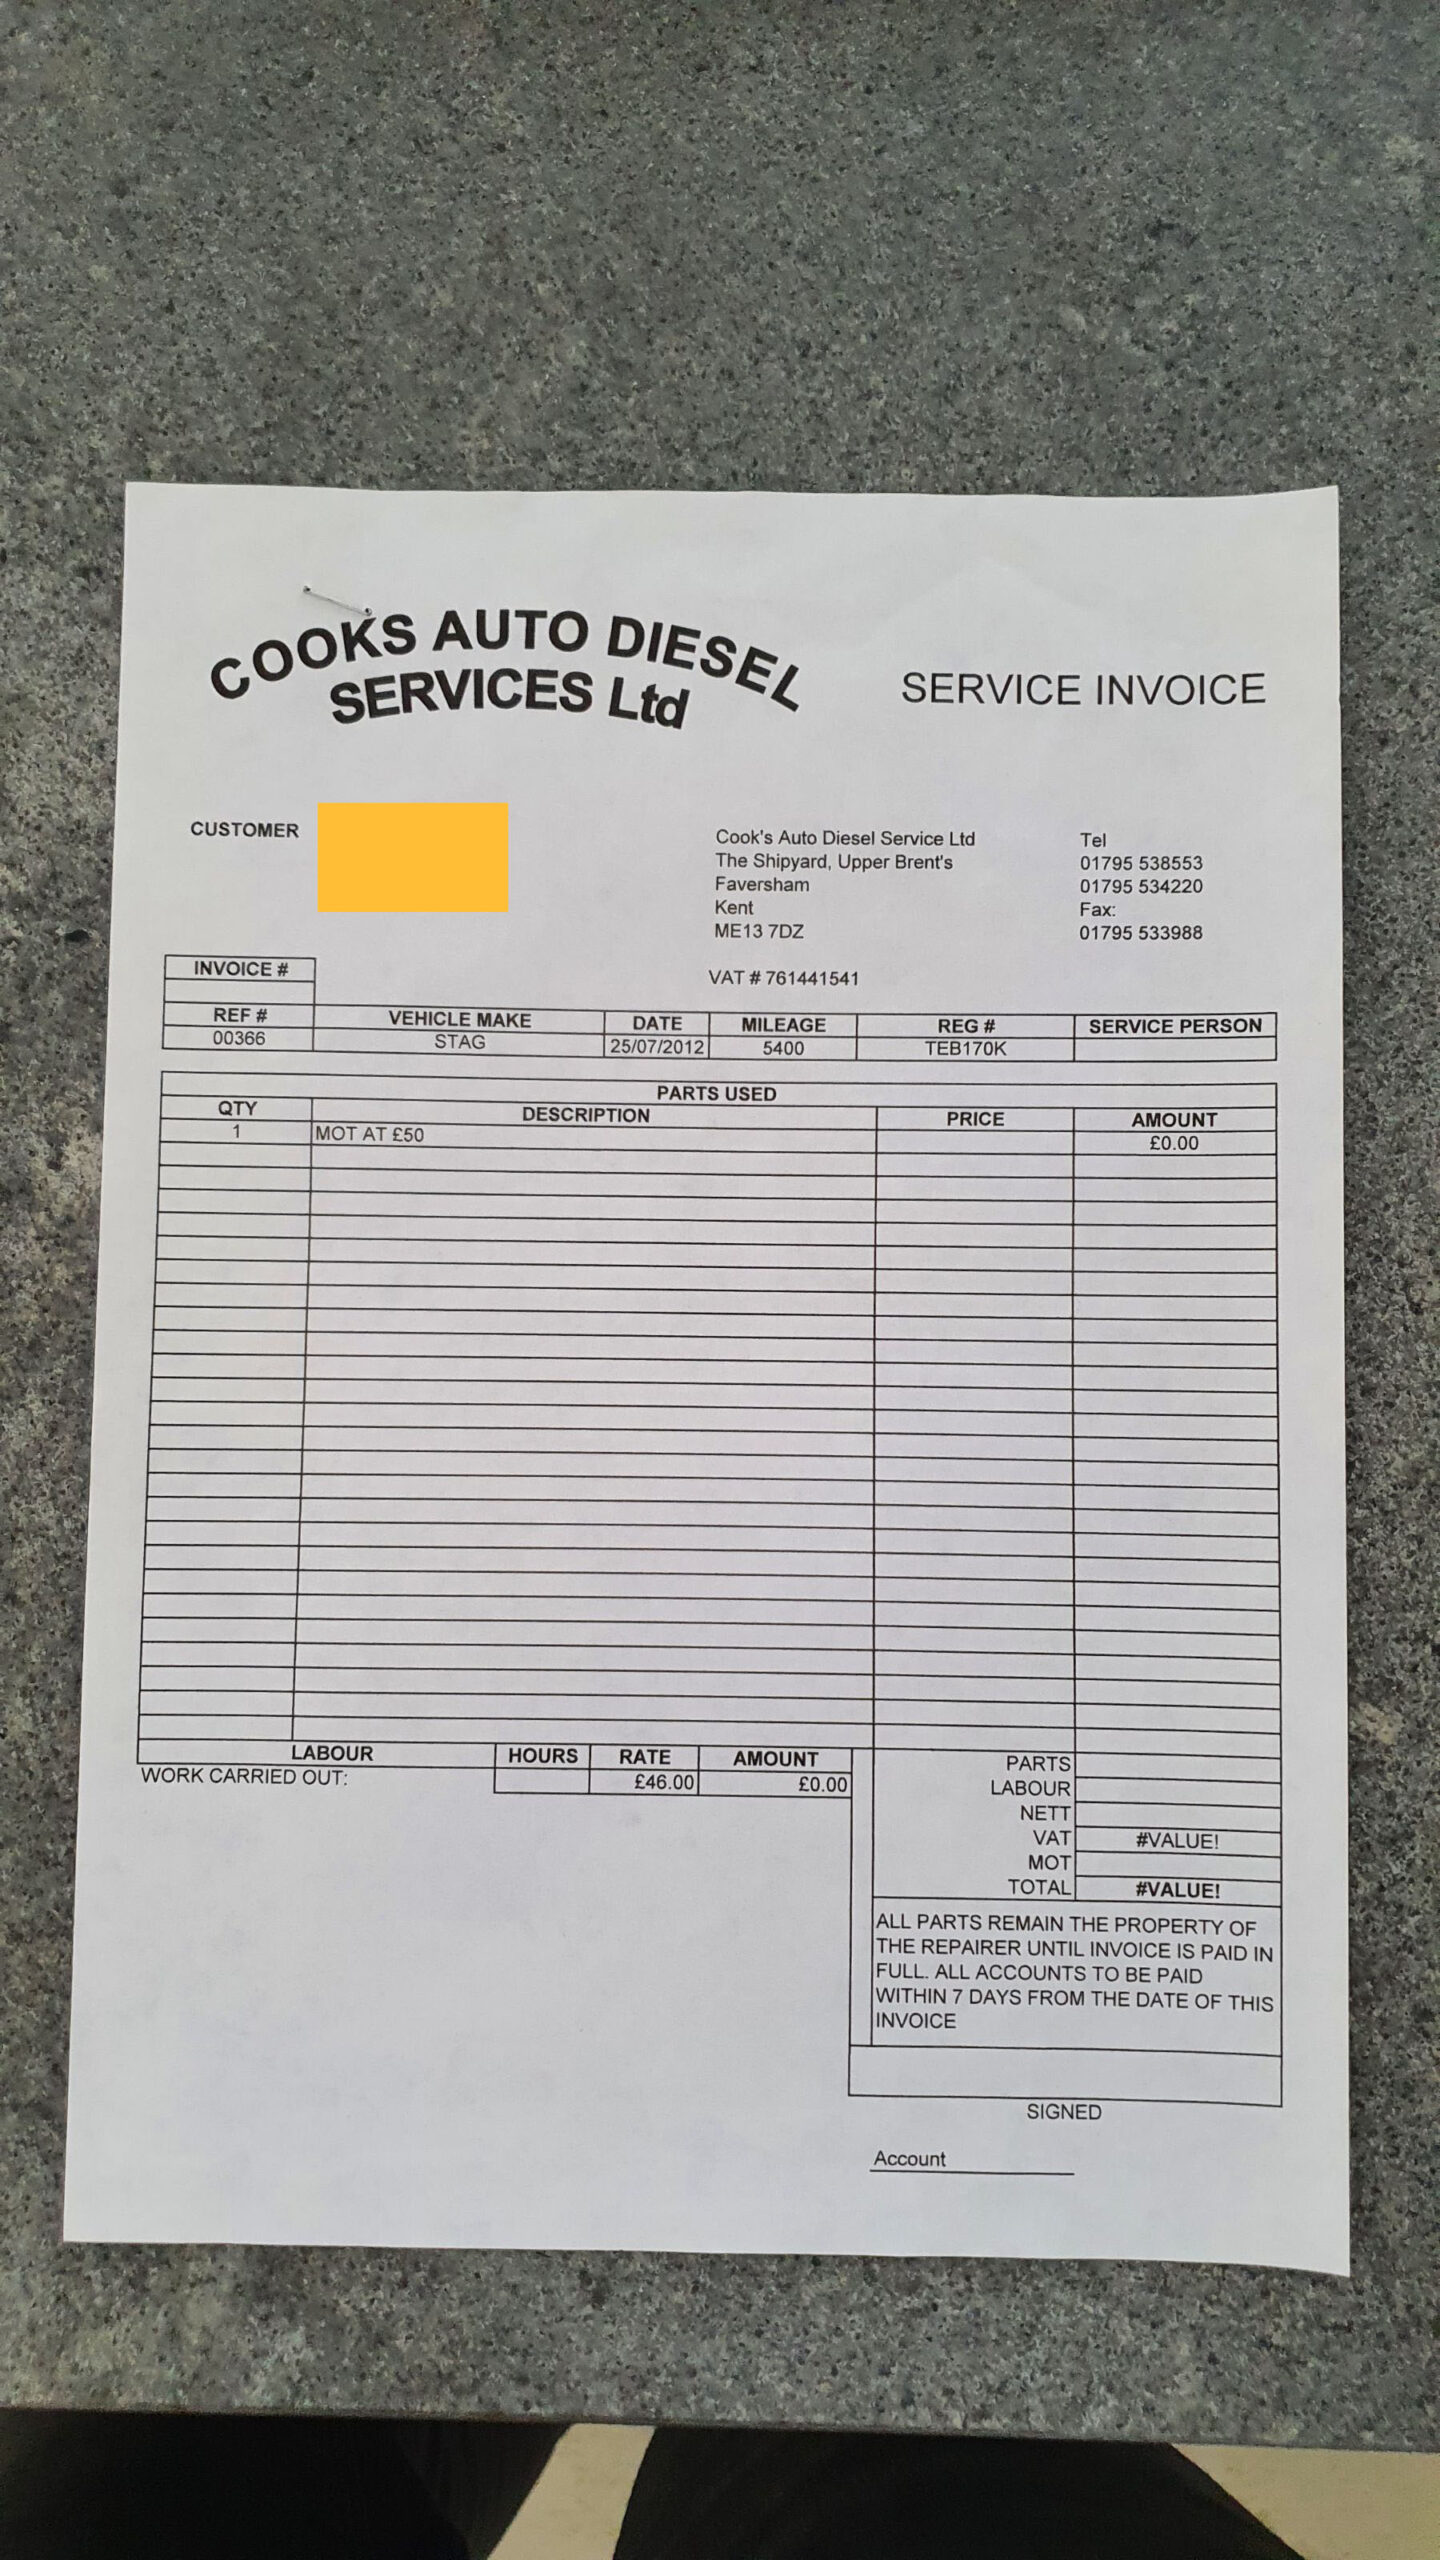 COOKS AUTO DIESEL
SERVICES Ltd
SERVICE INVOICE
CUSTOMER
Cook's Auto Diesel Service Ltd
The Shipyard, Upper Brent's
Faversham
Kent
ME13 7DZ
Tel
01795 538553
01795 534220
Fax:
01795 533988
VAT # 761441541
INVOICE #
REF # VEHICLE MAKE DATE MILEAGE REG # SERVICE PERSON
00366 STAG 25/07/2012 5400 TEB170K
PARTS USED
QTY DESCRIPTION PRICE AMOUNT
1 MOT AT £50 £0.00
LABOUR HOURS RATE AMOUNT
WORK CARRIED OUT: £46.00 £0.00
PARTS
LABOUR
NETT
VAT #VALUE!
MOT
TOTAL #VALUE!
ALL PARTS REMAIN THE PROPERTY OF
THE REPAIRER UNTIL INVOICE IS PAID IN
FULL. ALL ACCOUNTS TO BE PAID
WITHIN 7 DAYS FROM THE DATE OF THIS
INVOICE
SIGNED
Account